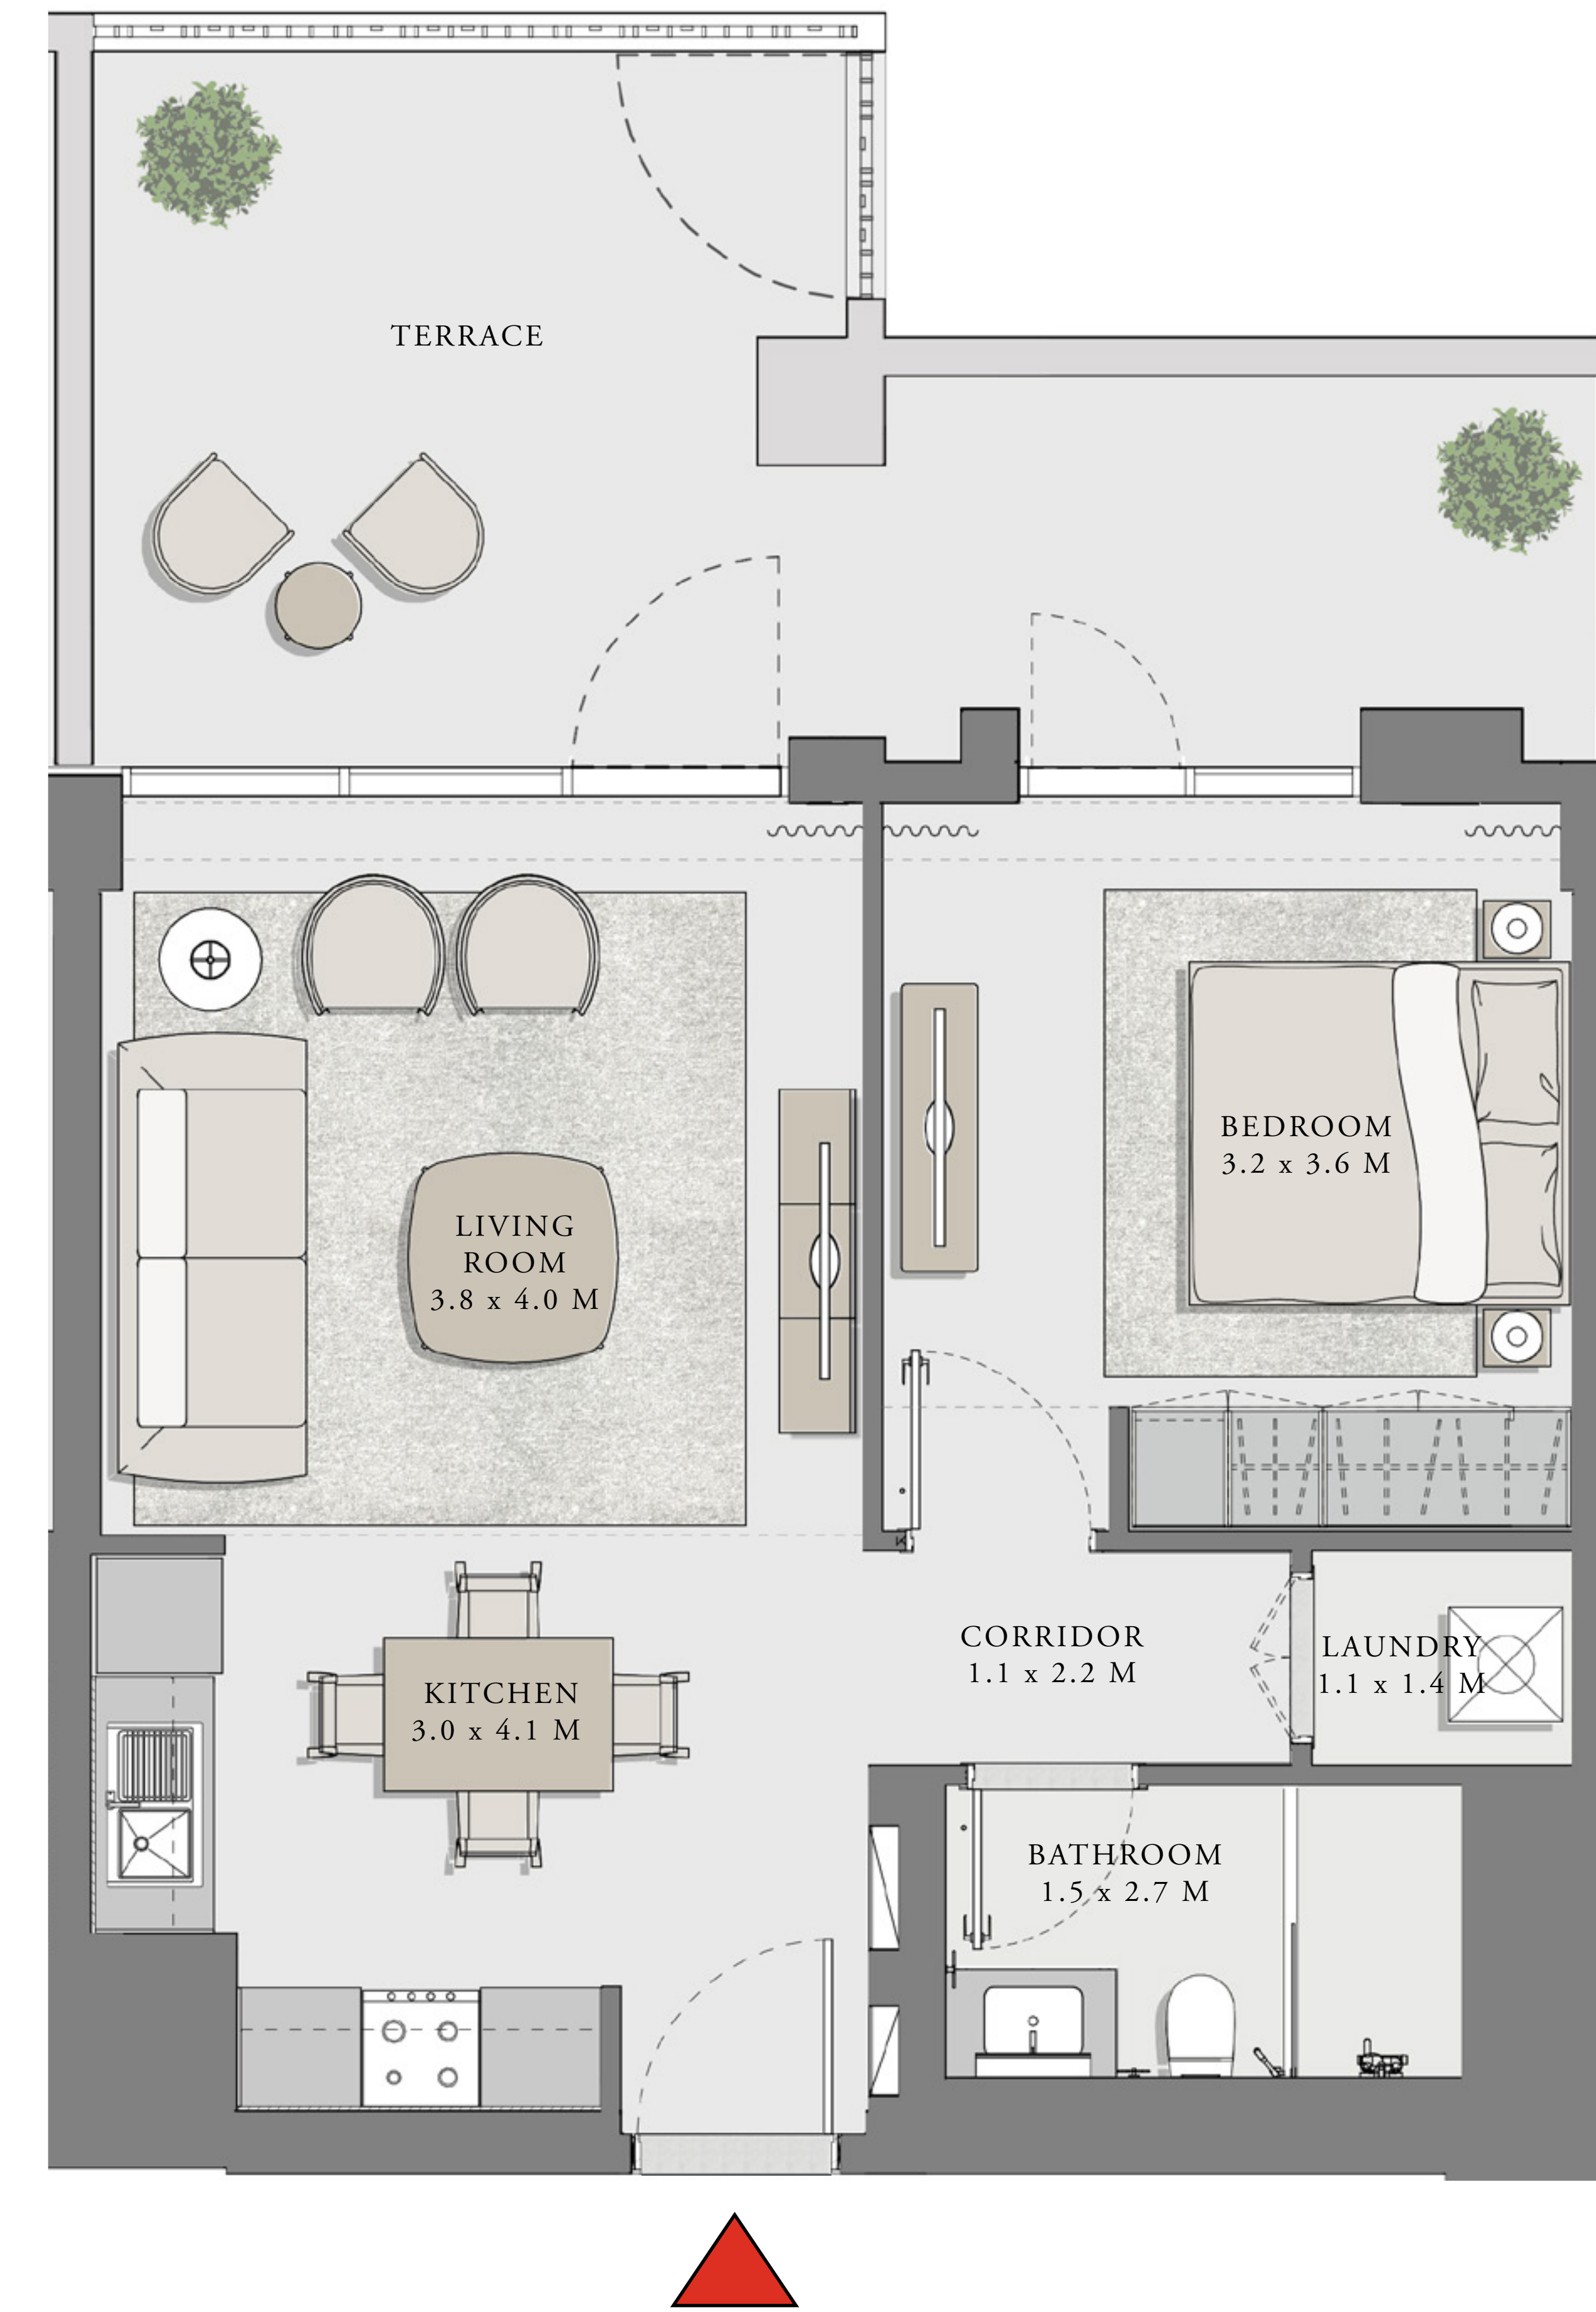 TERRACE
BEDROOM
3.2 x 3.6 M
LIVING
ROOM
3.8 x 4.0 M
CORRIDOR
1.1 x 2.2 M
LAUNDRY
1.1 x 1.4 M
KITCHEN
3.0 x 4.1 M
BATHROOM
1.5 x 2.7 M